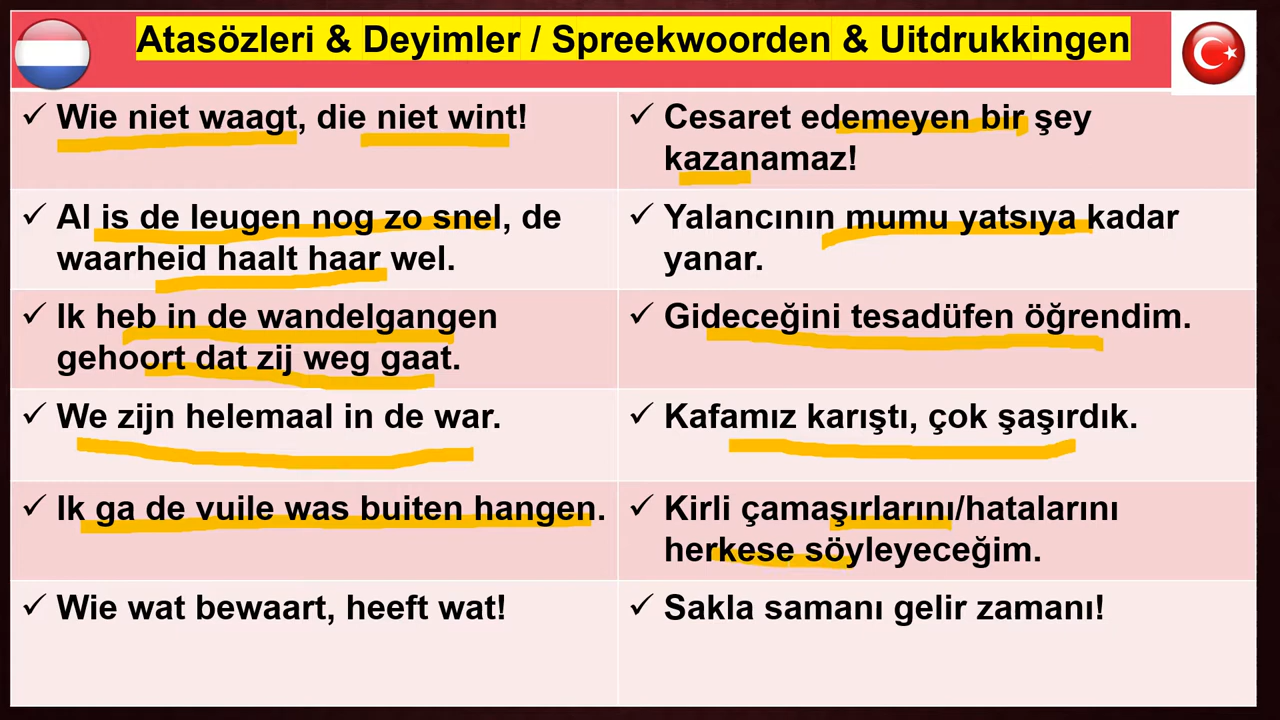 Atasözleri & Deyimler / Spreekwoorden & Uitdrukkingen
✓ Wie niet waagt, die niet wint!
✓ Cesaret edemeyen bir şey
kazanamaz!
✓ Al is de leugen nog zo snel, de
waarheid haalt haar wel.
✓ Yalancının mumu yatsıya kadar
yanar.
✓ Ik heb in de wandelgangen
gehoort dat zij weg gaat.
✓ Gideceğini tesadüfen öğrendim.
✓ We zijn helemaal in de war.
✓ Kafamız karıştı, çok şaşırdık.
✓ Ik ga de vuile was buiten hangen.
✓ Kirli çamaşırlarını/hatalarını
herkese söyleyeceğim.
✓ Wie wat bewaart, heeft wat!
✓ Sakla samanı gelir zamanı!